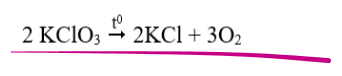 2 KClO₃ →^{t⁰} 2KCl + 3O₂